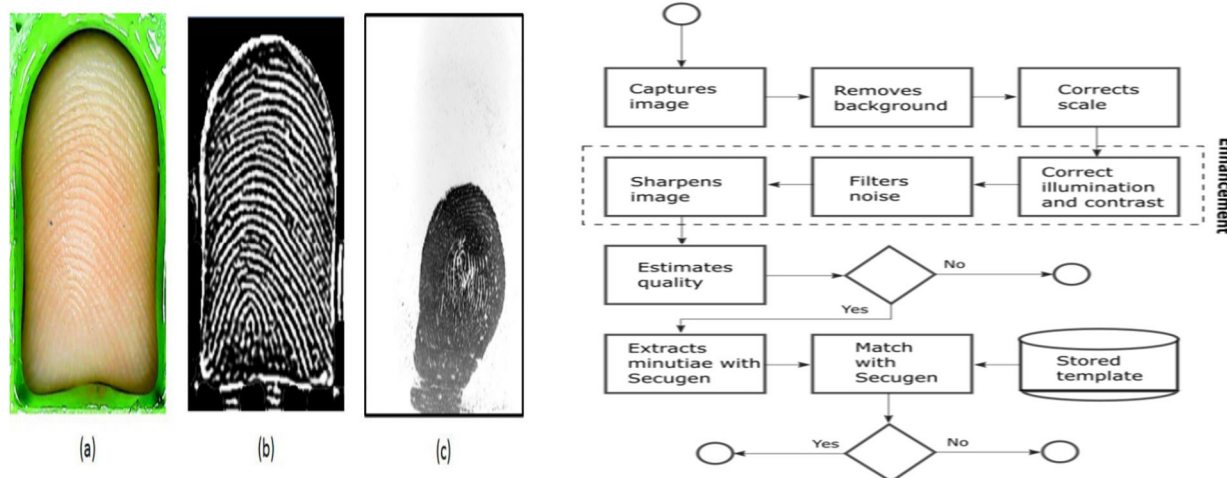 (a)
(b)
(c)
Captures
image
Removes
background
Corrects
scale
Enhancement
Sharpens
image
Filters
noise
Correct
illumination
and contrast
Estimates
quality
No
Yes
Extracts
minutiae with
Secugen
Match
with
Secugen
Stored
template
Yes
No